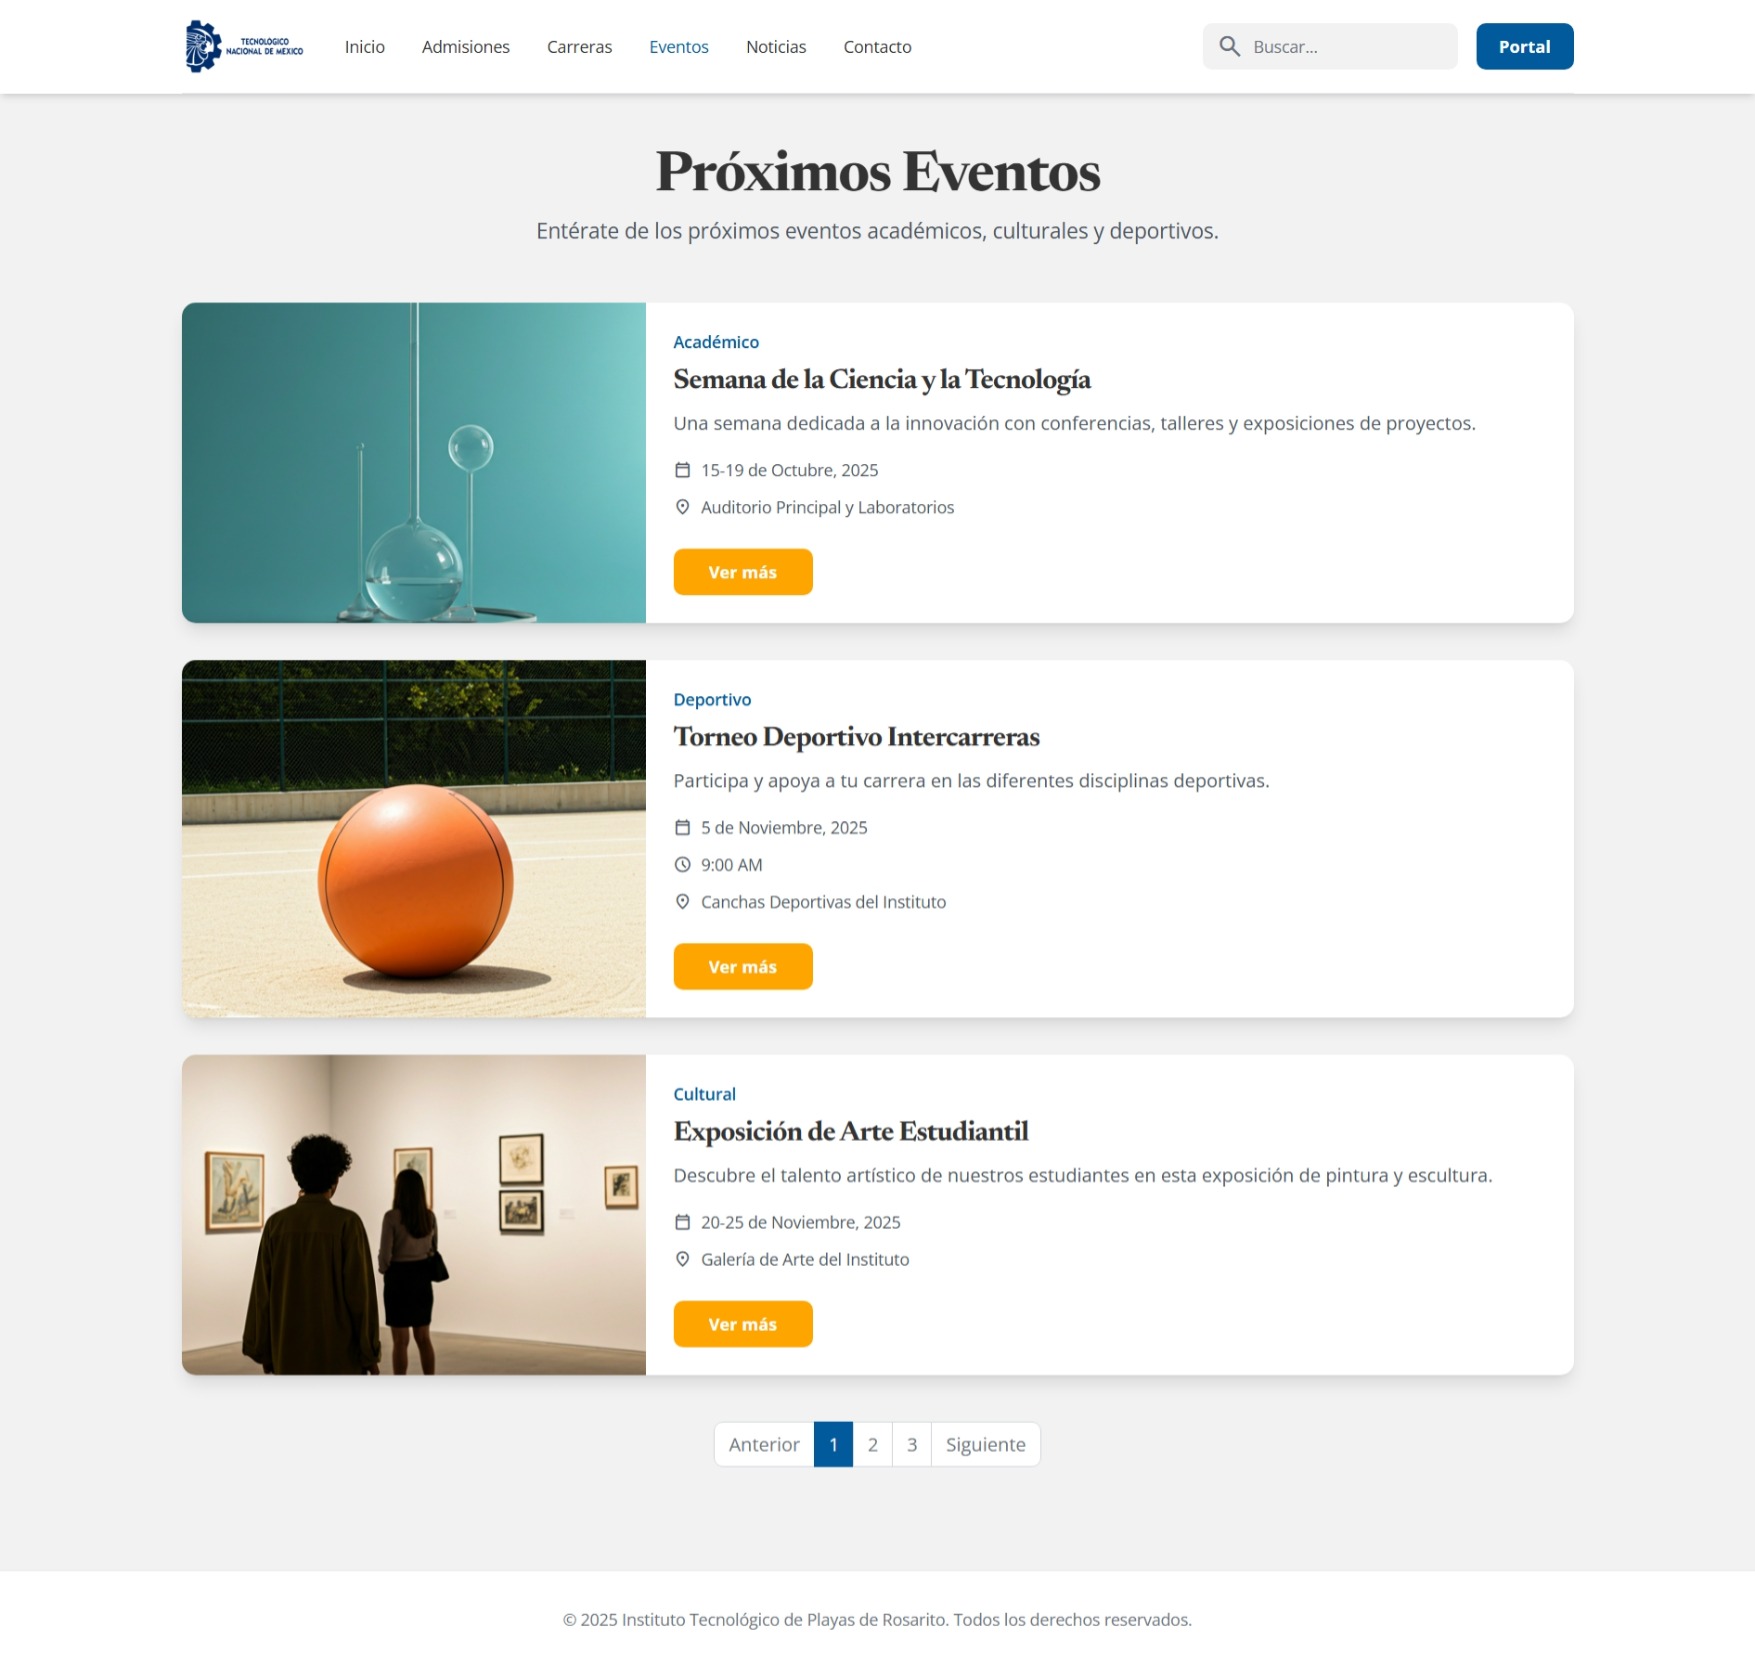 TECNOLÓGICO
NACIONAL DE MÉXICO
Inicio
Admisiones
Carreras
Eventos
Noticias
Contacto
Buscar...
Portal
Próximos Eventos
Entérate de los próximos eventos académicos, culturales y deportivos.
Académico
Semana de la Ciencia y la Tecnología
Una semana dedicada a la innovación con conferencias, talleres y exposiciones de proyectos.
15-19 de Octubre, 2025
Auditorio Principal y Laboratorios
Ver más
Deportivo
Torneo Deportivo Intercarreras
Participa y apoya a tu carrera en las diferentes disciplinas deportivas.
5 de Noviembre, 2025
9:00 AM
Canchas Deportivas del Instituto
Ver más
Cultural
Exposición de Arte Estudiantil
Descubre el talento artístico de nuestros estudiantes en esta exposición de pintura y escultura.
20-25 de Noviembre, 2025
Galería de Arte del Instituto
Ver más
Anterior
1
2
3
Siguiente
© 2025 Instituto Tecnológico de Playas de Rosarito. Todos los derechos reservados.